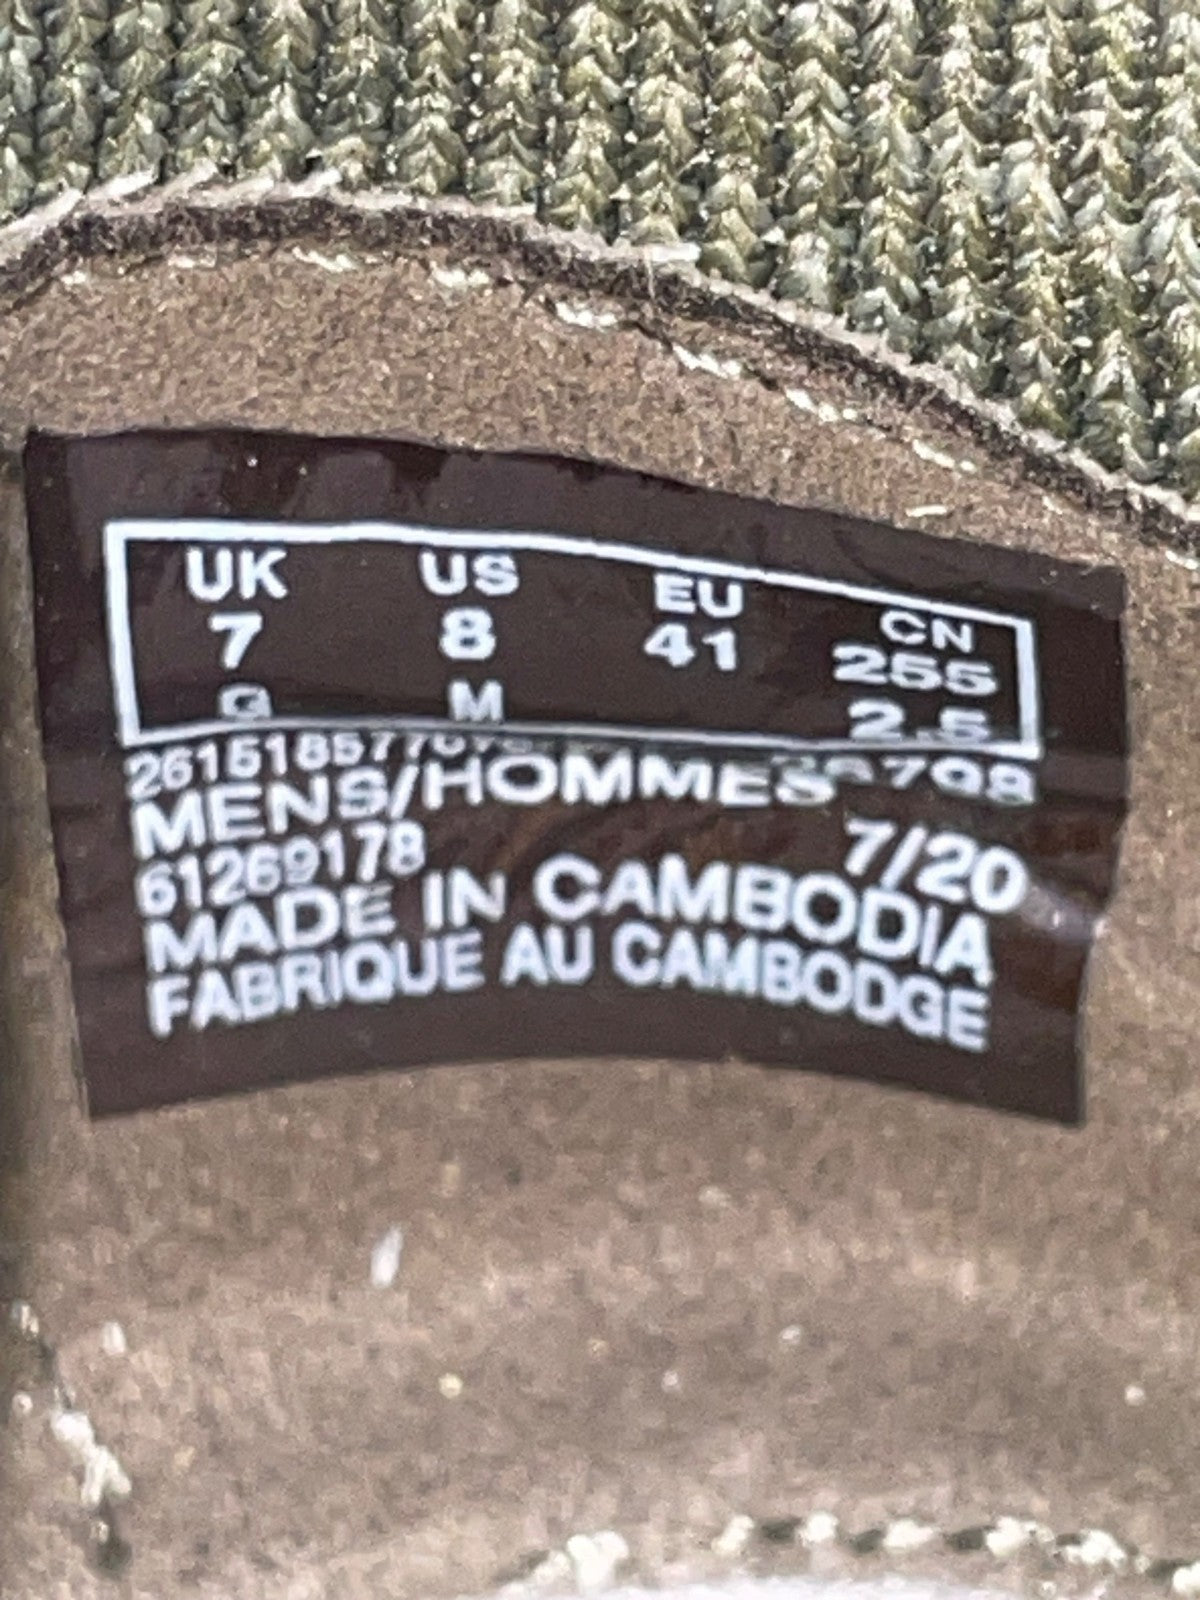 UK US EU CN
7 8 41 255
G M 2.5
MENS/HOMMES
61269178 7/20
MADE IN CAMBODIA
FABRIQUE AU CAMBODGE